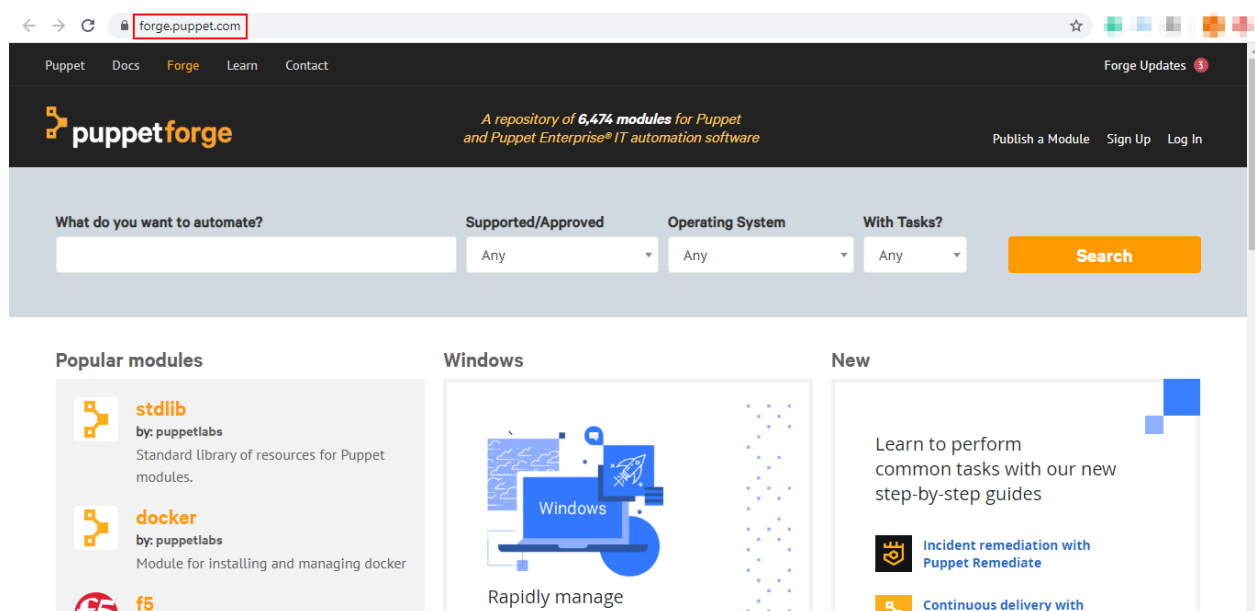 forge.puppet.com
Puppet Docs Forge Learn Contact
Forge Updates 3
puppetforge
A repository of 6,474 modules for Puppet
and Puppet Enterprise® IT automation software
Publish a Module Sign Up Log In
What do you want to automate?
Supported/Approved
Operating System
With Tasks?
Any
Any
Any
Search
Popular modules
stdlib
by: puppetlabs
Standard library of resources for Puppet
modules.
docker
by: puppetlabs
Module for installing and managing docker
f5
f5
Windows
Windows
Rapidly manage
New
Learn to perform
common tasks with our new
step-by-step guides
Incident remediation with
Puppet Remediate
Continuous delivery with